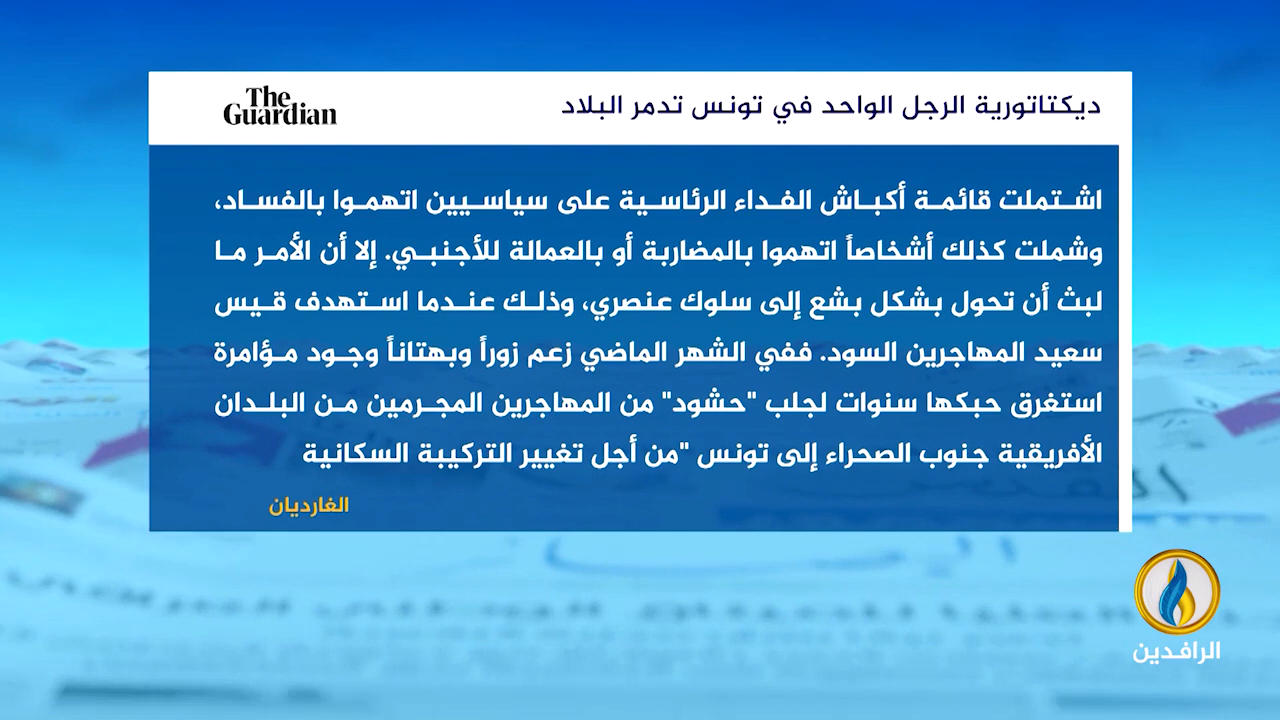 ديكتاتورية الرجل الواحد في تونس تدمر البلاد
The
Guardian
اشتملت قائمة أكباش الفداء الرئاسية على سياسيين اتهموا بالفساد،
وشملت كذلك أشخاصاً اتهموا بالمضاربة أو بالعمالة للأجنبي. إلا أن الأمر ما
لبث أن تحول بشكل بشع إلى سلوك عنصري، وذلك عندما استهدف قيس
سعيد المهاجرين السود. ففي الشهر الماضي زعم زوراً وبهتاناً وجود مؤامرة
استغرق حبكها سنوات لجلب "حشود" من المهاجرين المجرمين من البلدان
الأفريقية جنوب الصحراء إلى تونس "من أجل تغيير التركيبة السكانية
الغارديان
الرافدين